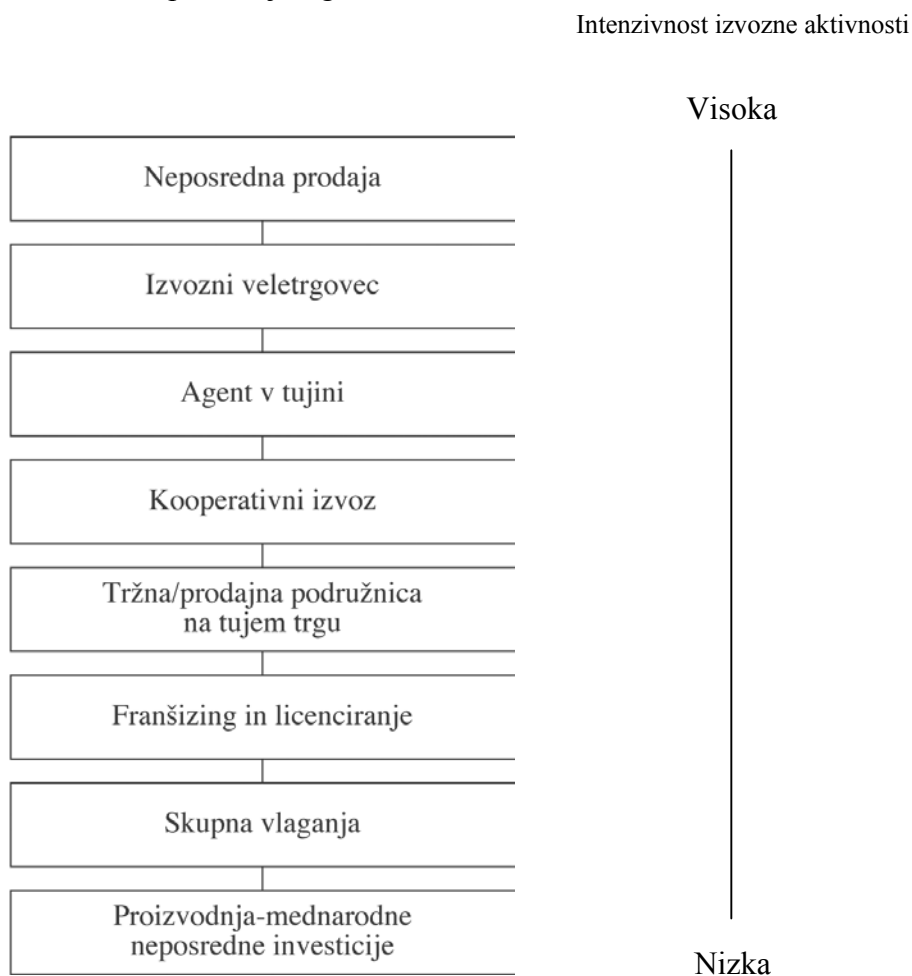 Intenzivnost izvozne aktivnosti
Visoka
Neposredna prodaja
Izvozni veletrgovec
Agent v tujini
Kooperativni izvoz
Tržna/prodajna podružnica
na tujem trgu
Franšizing in licenciranje
Skupna vlaganja
Proizvodnja-mednarodne
neposredne investicije
Nizka